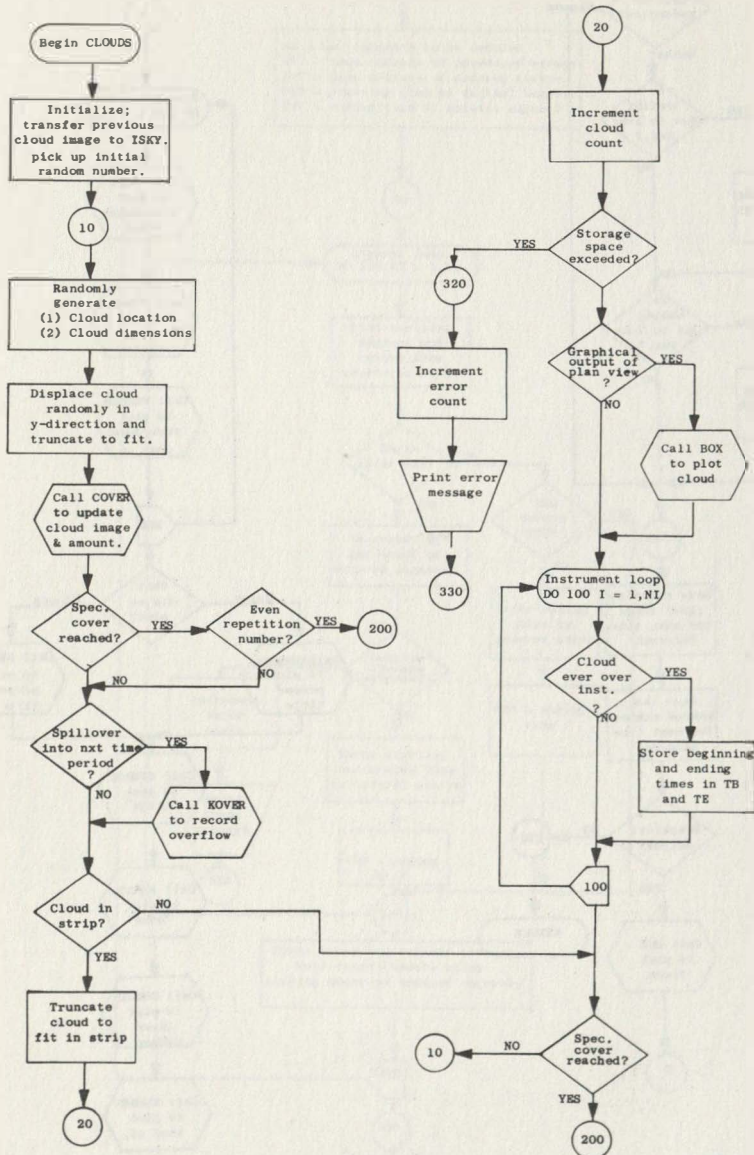 Begin CLOUDS
Initialize;
transfer previous
cloud image to ISKY.
pick up initial
random number.
10
Randomly
generate
(1) Cloud location
(2) Cloud dimensions
Displace cloud
randomly in
y-direction and
truncate to fit.
Call COVER
to update
cloud image
& amount.
Spec.
cover
reached?
YES
Even
repetition
number?
YES
200
NO
NO
Spillover
into nxt time
period
?
YES
NO
Call KOVER
to record
overflow
Cloud in
strip?
NO
YES
Truncate
cloud to
fit in strip
20
20
Increment
cloud
count
Storage
space
exceeded?
YES
320
Increment
error
count
Print error
message
330
Graphical
output of
plan view
?
YES
NO
Call BOX
to plot
cloud
Instrument loop
DO 100 I = 1,NI
Cloud
ever over
inst.
?
YES
NO
Store beginning
and ending
times in TB
and TE
100
Spec.
cover
reached?
NO
10
YES
200